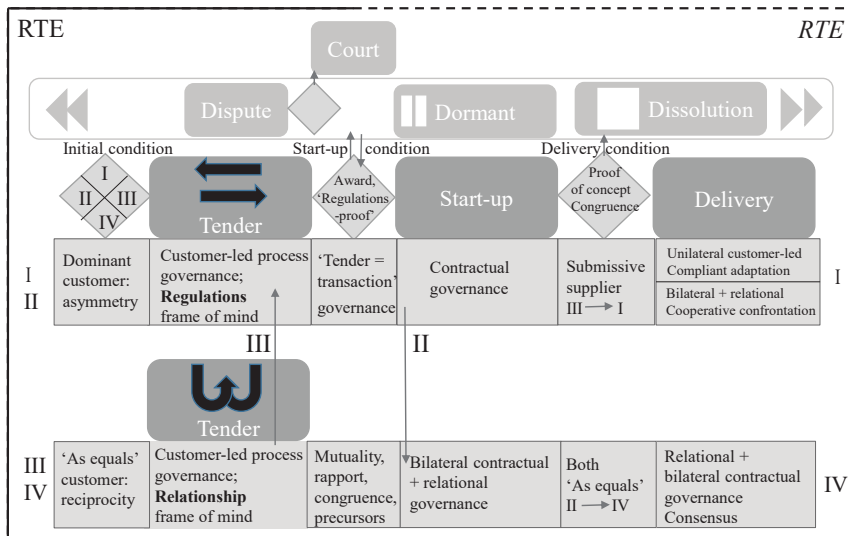 RTE
RTE
Court
Dispute
Dormant
Dissolution
Initial condition
Start-up condition
Delivery condition
I
II
III
IV
Tender
Award,
‘Regulations
-proof’
Start-up
Proof
of concept
Congruence
Delivery
I
II
Dominant
customer:
asymmetry
Customer-led process
governance;
Regulations
frame of mind
‘Tender =
transaction’
governance
Contractual
governance
Submissive
supplier
III → I
Unilateral customer-led
Compliant adaptation
Bilateral + relational
Cooperative confrontation
I
III
II
Tender
III
IV
‘As equals’
customer:
reciprocity
Customer-led process
governance;
Relationship
frame of mind
Mutuality,
rapport,
congruence,
precursors
Bilateral contractual
+ relational
governance
Both
‘As equals’
II → IV
Relational +
bilateral contractual
governance
Consensus
IV